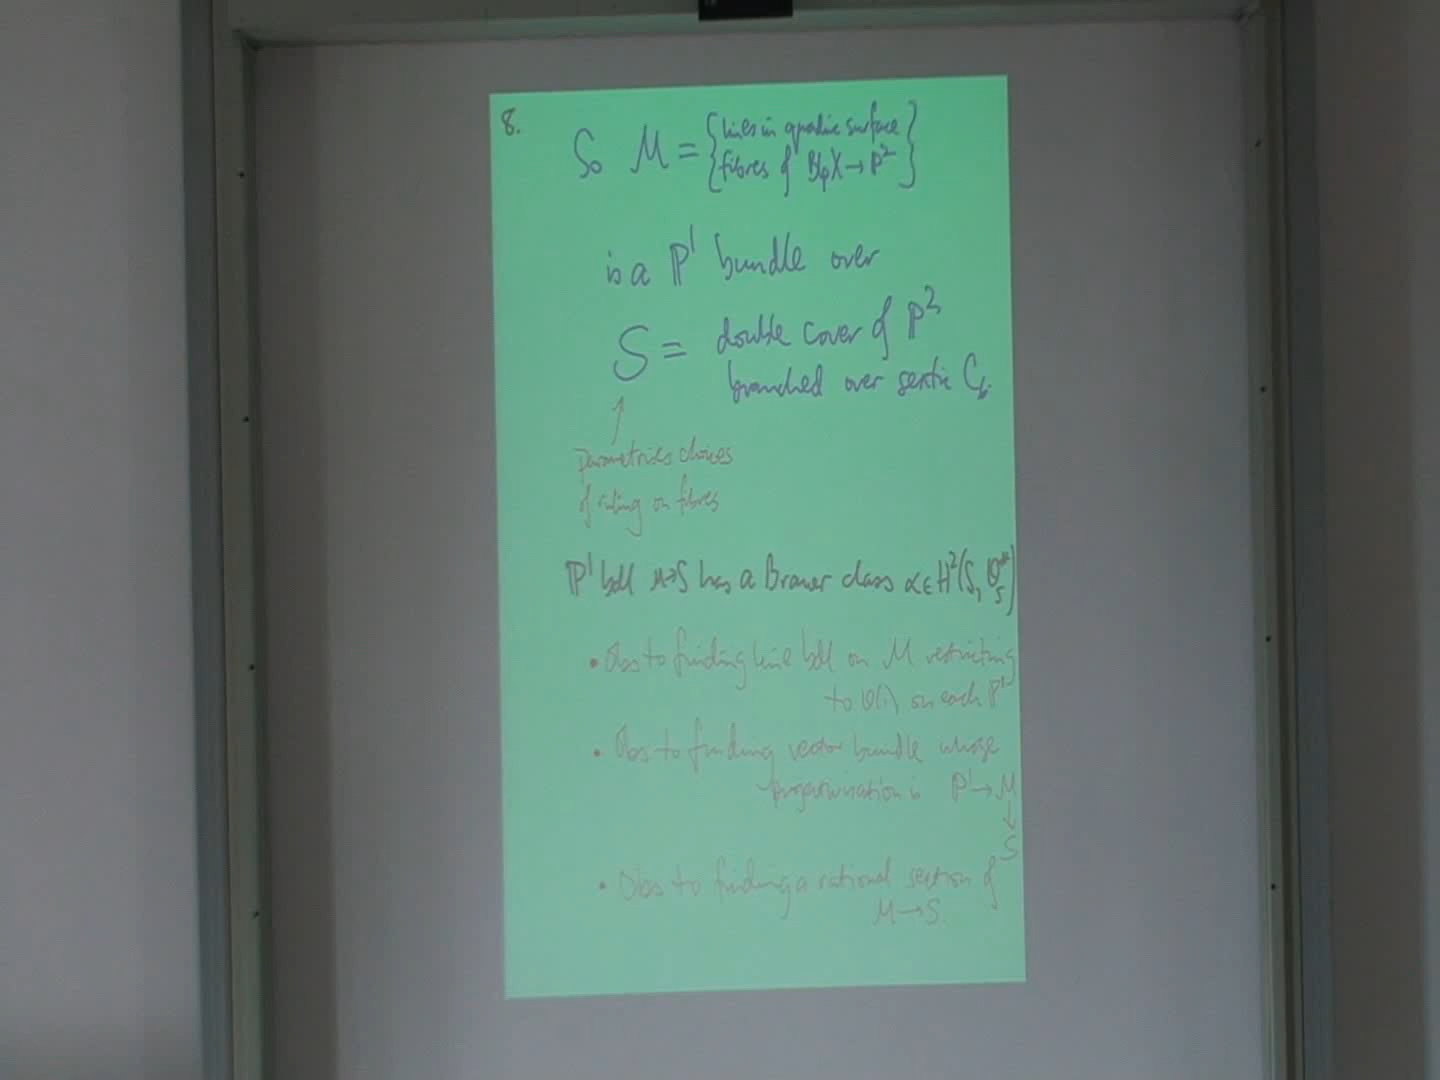 8.
So M = { lines in quadric surface
fibres of Bl_P X → P² }
is a P¹ bundle over
S = double cover of P²
branched over sextic C₆.
↑
parametrises choices
of ruling on fibres
P¹ bdl M→S has a Brauer class α ∈ H²(S, O_S^*)
• Obs to finding line bdl on M restricting
to O(1) on each P¹
• Obs to finding vector bundle whose
projectivisation is P¹ → M
↓
S
• Obs to finding a rational section of
M → S.